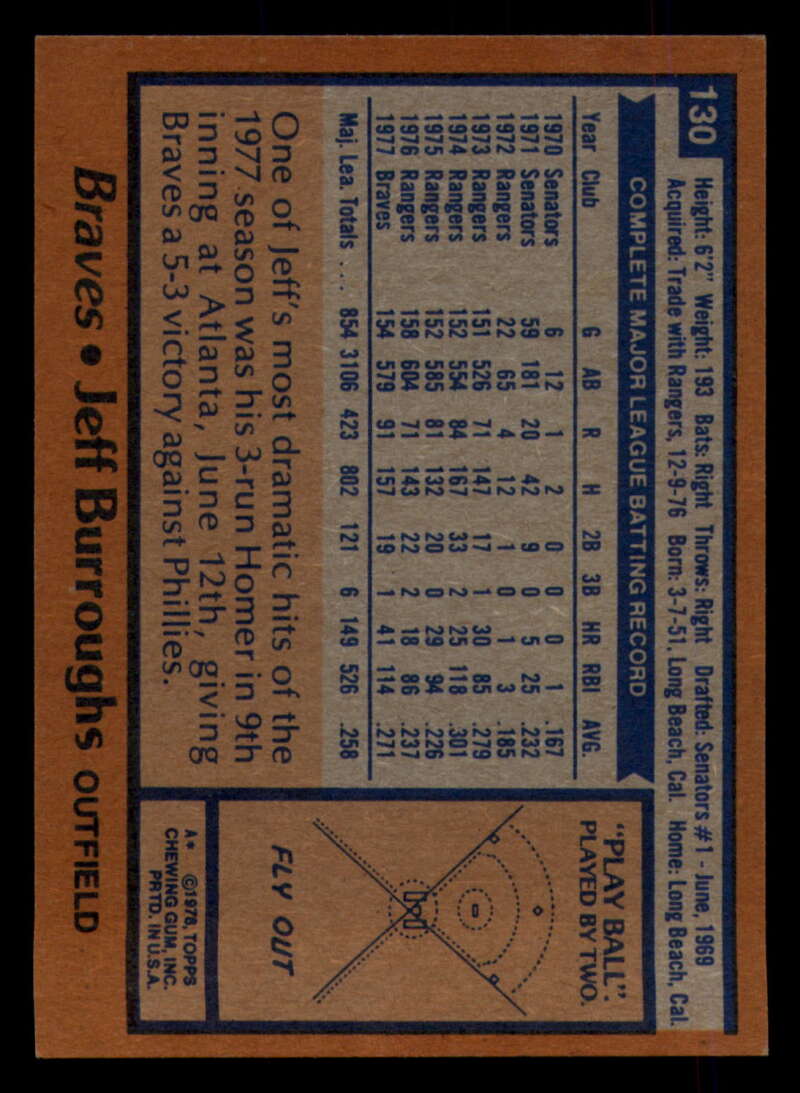 130
Height: 6'2" Weight: 193 Bats: Right Throws: Right Drafted: Senators #1 - June, 1969
Acquired: Trade with Rangers, 12-9-76 Born: 3-7-51, Long Beach, Cal. Home: Long Beach, Cal.
COMPLETE MAJOR LEAGUE BATTING RECORD
Year Club G AB R H 2B 3B HR RBI AVG.
1970 Senators 6 12 1 2 0 0 0 1 .167
1971 Senators 59 181 20 42 9 0 5 25 .232
1972 Rangers 22 65 4 12 1 0 1 3 .185
1973 Rangers 151 526 71 147 17 1 30 85 .279
1974 Rangers 152 554 84 167 33 2 25 118 .301
1975 Rangers 152 585 81 132 20 0 29 94 .226
1976 Rangers 158 604 71 143 22 2 18 86 .237
1977 Braves 154 579 91 157 19 1 41 114 .271
Maj. Lea. Totals .... 854 3106 423 802 121 6 149 526 .258
One of Jeff's most dramatic hits of the
1977 season was his 3-run Homer in 9th
inning at Atlanta, June 12th, giving
Braves a 5-3 victory against Phillies.
"PLAY BALL":
PLAYED BY TWO.
FLY OUT
A* ©1978, TOPPS
CHEWING GUM, INC.
PRTD. IN U.S.A.
Braves • Jeff Burroughs OUTFIELD